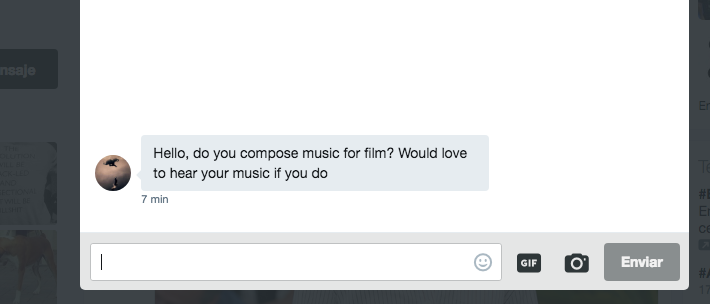 nsaje
Hello, do you compose music for film? Would love
to hear your music if you do
7 min
GIF
Enviar